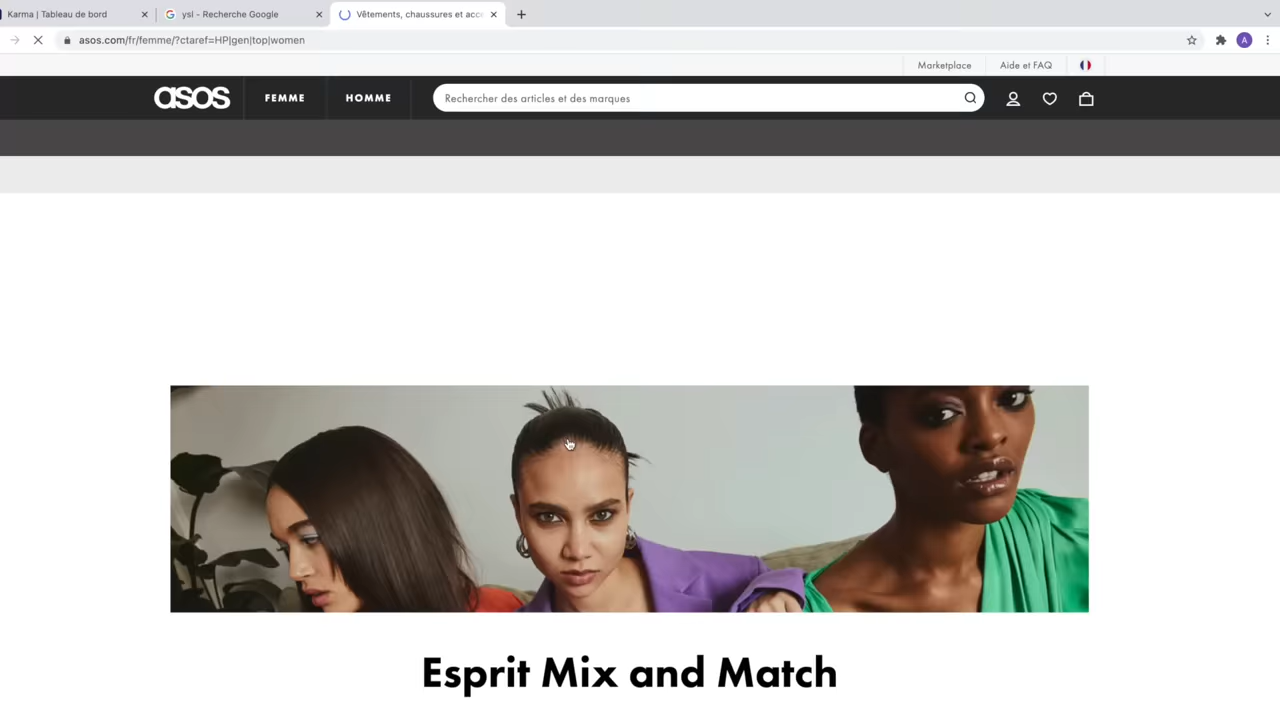 Karma | Tableau de bord
ysl - Recherche Google
Vêtements, chaussures et acce
asos.com/fr/femme/?ctaref=HP|gen|top|women
A
Marketplace
Aide et FAQ
asos
FEMME
HOMME
Rechercher des articles et des marques
Esprit Mix and Match